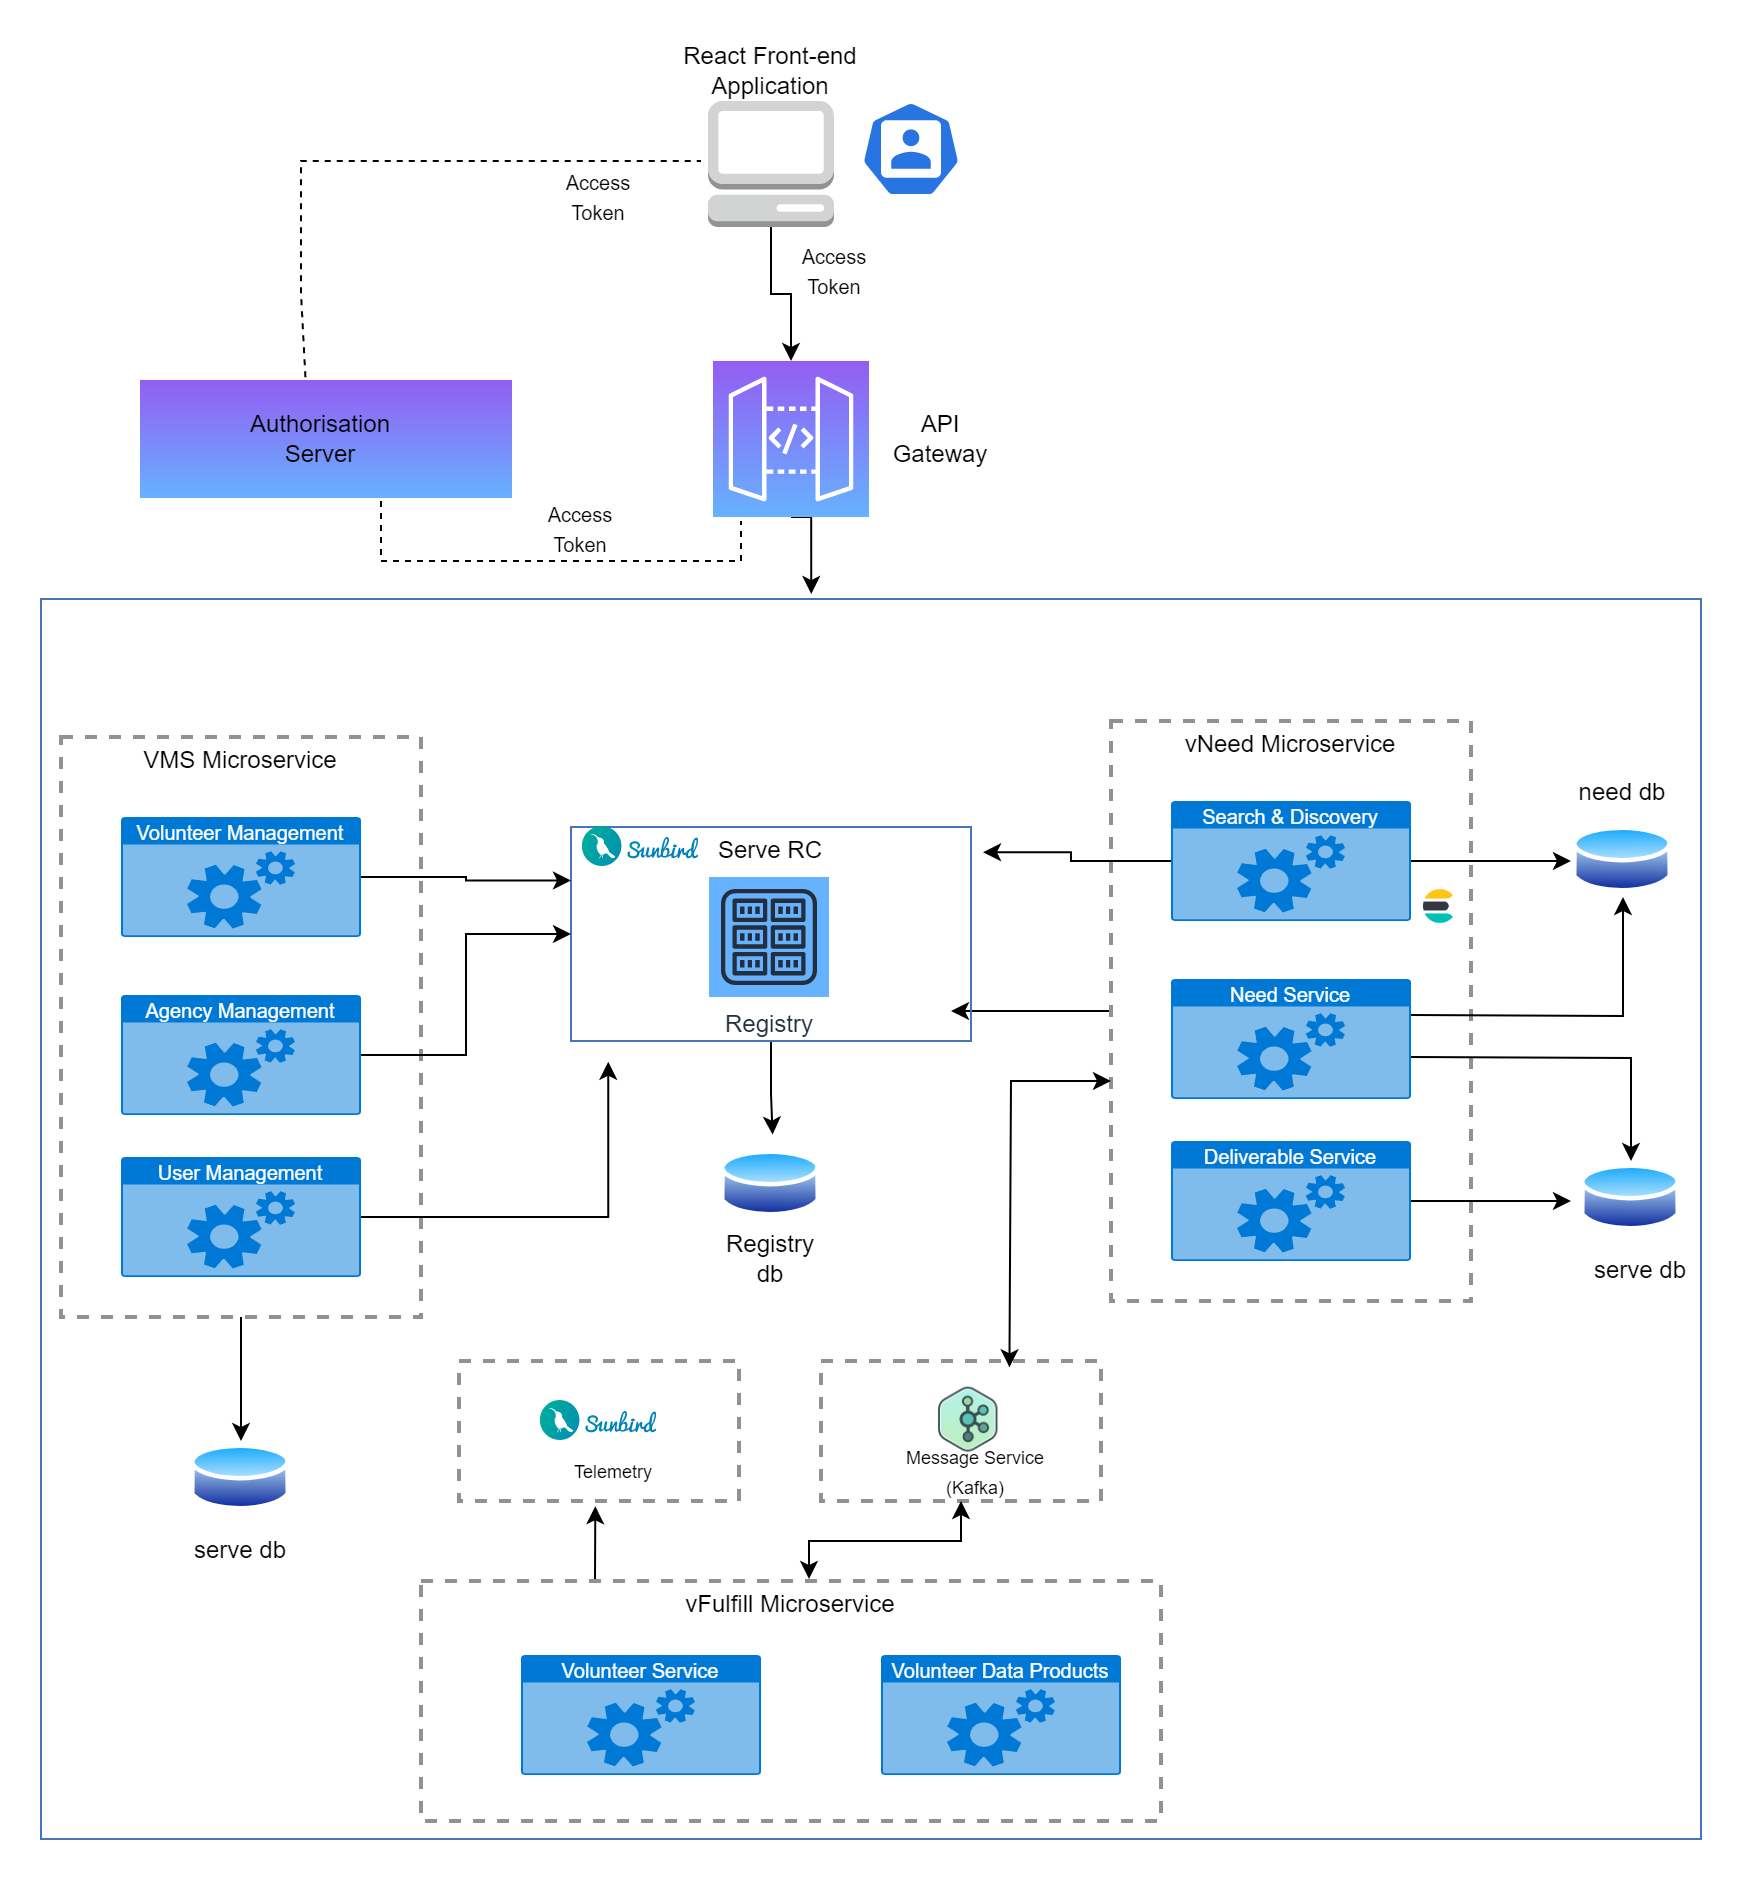 React Front-end
Application
Access
Token
Access
Token
Authorisation
Server
API
Gateway
Access
Token
VMS Microservice
Volunteer Management
Agency Management
User Management
serve db
Sunbird
Serve RC
Registry
Registry
db
vNeed Microservice
Search & Discovery
Need Service
Deliverable Service
need db
serve db
Sunbird
Telemetry
Message Service
(Kafka)
vFulfill Microservice
Volunteer Service
Volunteer Data Products